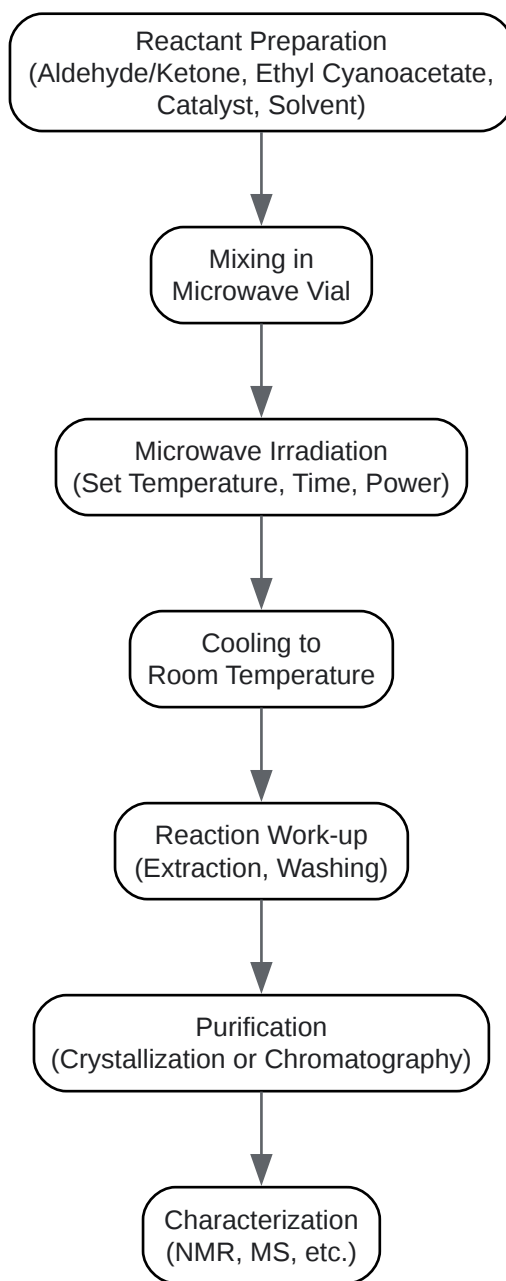 Reactant Preparation
(Aldehyde/Ketone, Ethyl Cyanoacetate,
Catalyst, Solvent)
Mixing in
Microwave Vial
Microwave Irradiation
(Set Temperature, Time, Power)
Cooling to
Room Temperature
Reaction Work-up
(Extraction, Washing)
Purification
(Crystallization or Chromatography)
Characterization
(NMR, MS, etc.)